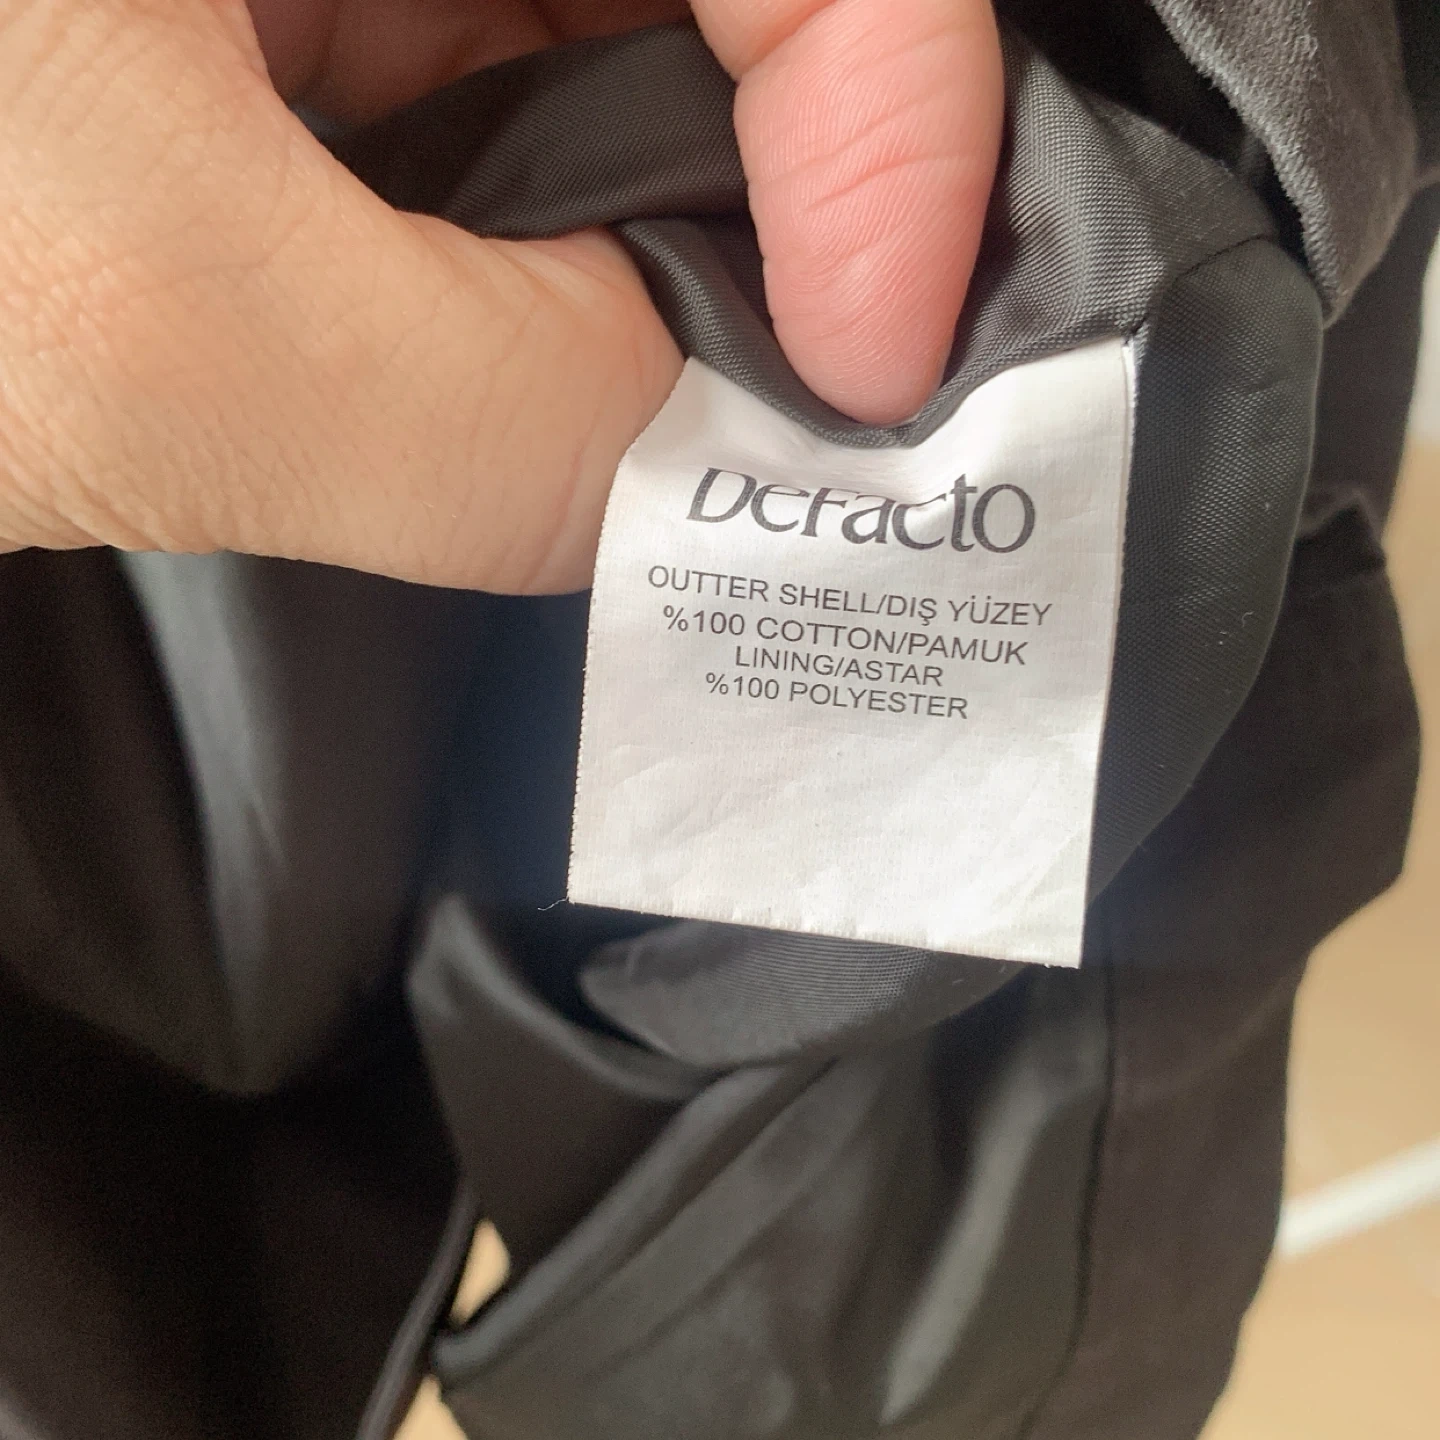 DeFacto
OUTTER SHELL/DIŞ YÜZEY
%100 COTTON/PAMUK
LINING/ASTAR
%100 POLYESTER